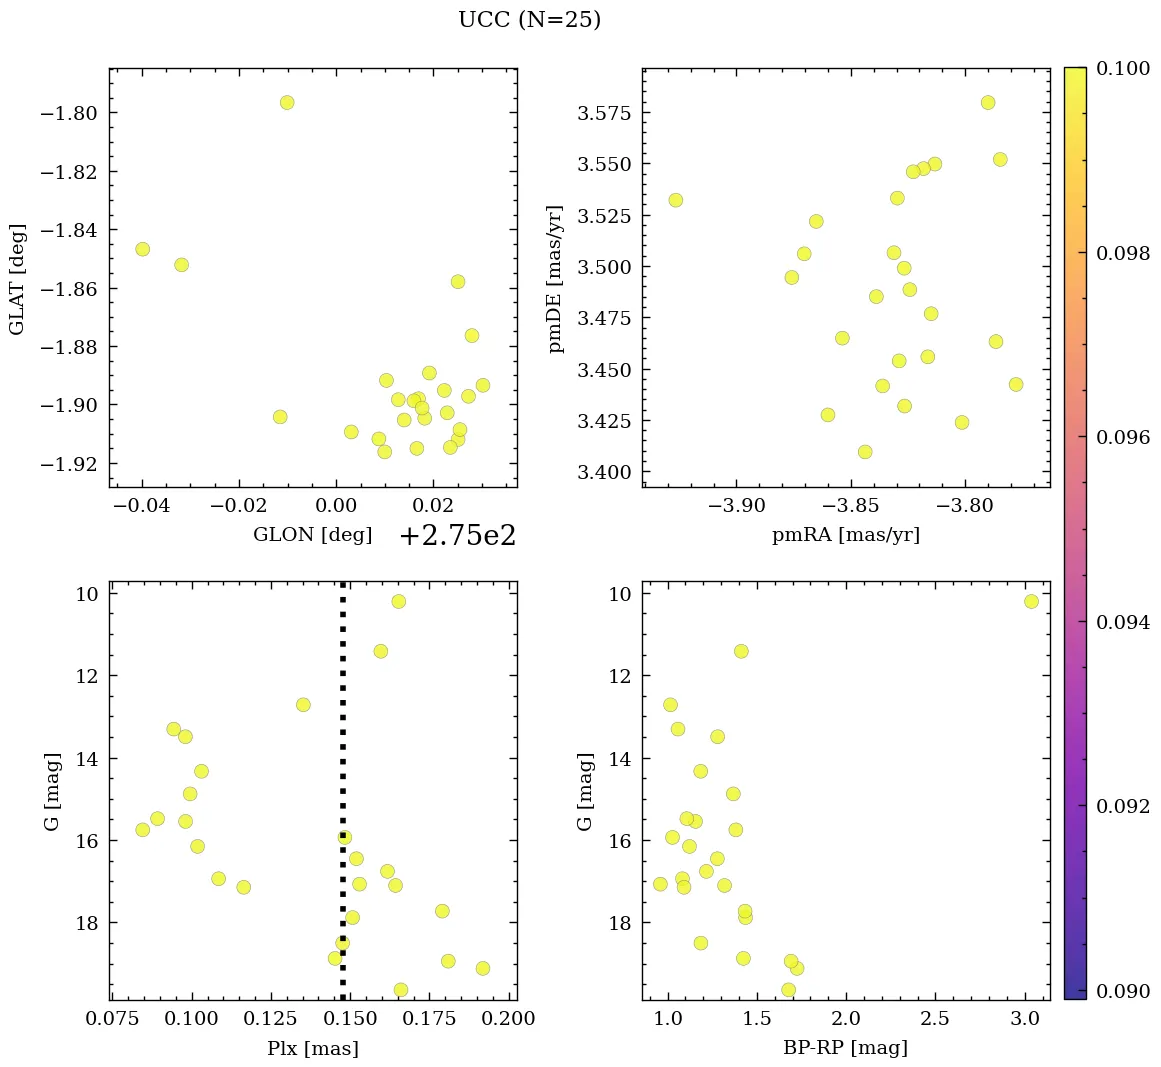 UCC (N=25)
−1.80
−1.82
−1.84
−1.86
−1.88
−1.90
−1.92
GLAT [deg]
−0.04 −0.02 0.00 0.02
GLON [deg] +2.75e2
3.575
3.550
3.525
3.500
3.475
3.450
3.425
3.400
pmDE [mas/yr]
−3.90 −3.85 −3.80
pmRA [mas/yr]
0.100
0.098
0.096
0.094
0.092
0.090
10
12
14
16
18
G [mag]
0.075 0.100 0.125 0.150 0.175 0.200
Plx [mas]
10
12
14
16
18
G [mag]
1.0 1.5 2.0 2.5 3.0
BP-RP [mag]